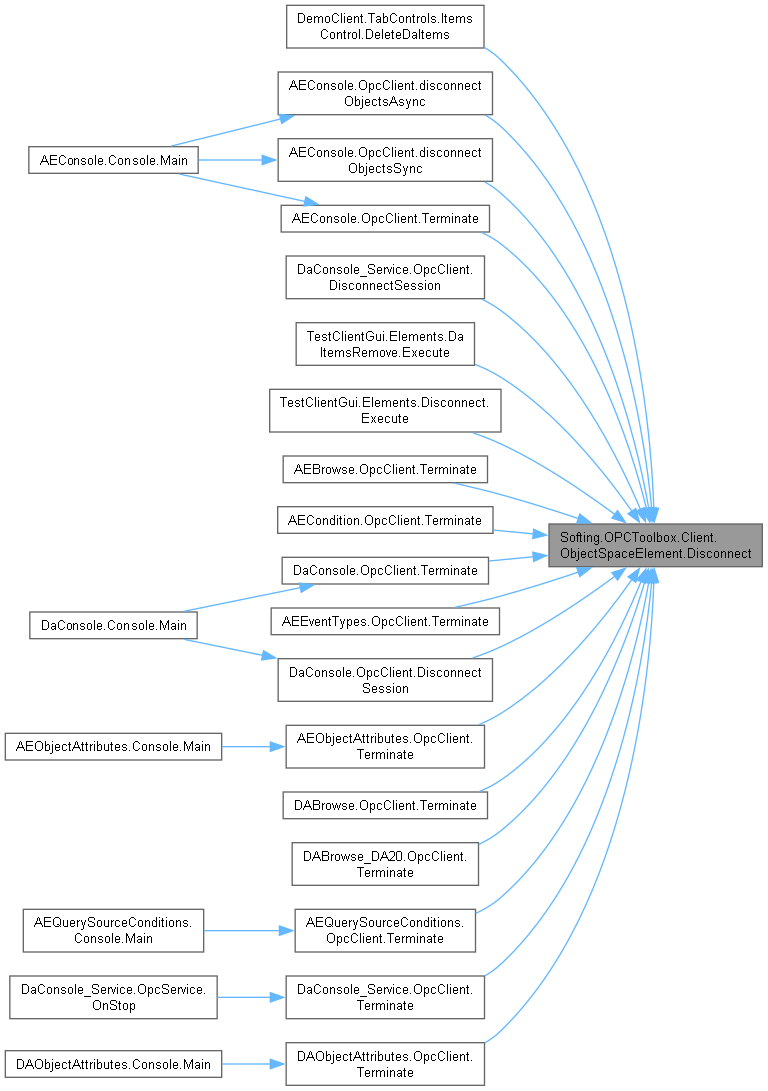 DemoClient.TabControls.Items
Control.DeleteDaItems
AEConsole.OpcClient.disconnect
ObjectsAsync
AEConsole.Console.Main
AEConsole.OpcClient.disconnect
ObjectsSync
AEConsole.OpcClient.Terminate
DaConsole_Service.OpcClient.
DisconnectSession
TestClientGui.Elements.Da
ItemsRemove.Execute
TestClientGui.Elements.Disconnect.
Execute
AEBrowse.OpcClient.Terminate
AECondition.OpcClient.Terminate
Softing.OPCToolbox.Client.
ObjectSpaceElement.Disconnect
DaConsole.OpcClient.Terminate
AEEventTypes.OpcClient.Terminate
DaConsole.Console.Main
DaConsole.OpcClient.Disconnect
Session
AEObjectAttributes.Console.Main
AEObjectAttributes.OpcClient.
Terminate
DABrowse.OpcClient.Terminate
DABrowse_DA20.OpcClient.
Terminate
AEQuerySourceConditions.
Console.Main
AEQuerySourceConditions.
OpcClient.Terminate
DaConsole_Service.OpcService.
OnStop
DaConsole_Service.OpcClient.
Terminate
DAObjectAttributes.Console.Main
DAObjectAttributes.OpcClient.
Terminate